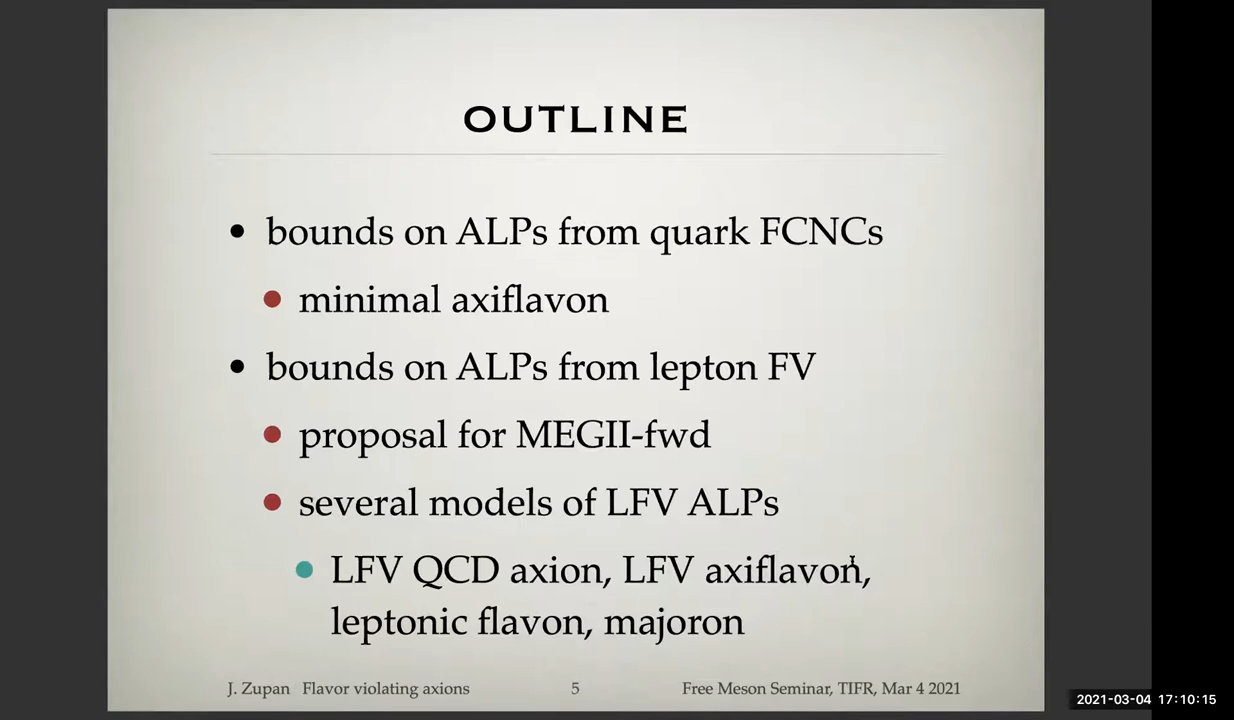 OUTLINE
• bounds on ALPs from quark FCNCs
• minimal axiflavon
• bounds on ALPs from lepton FV
• proposal for MEGII-fwd
• several models of LFV ALPs
• LFV QCD axion, LFV axiflavon,
leptonic flavon, majoron
J. Zupan Flavor violating axions 5 Free Meson Seminar, TIFR, Mar 4 2021
2021-03-04 17:10:15